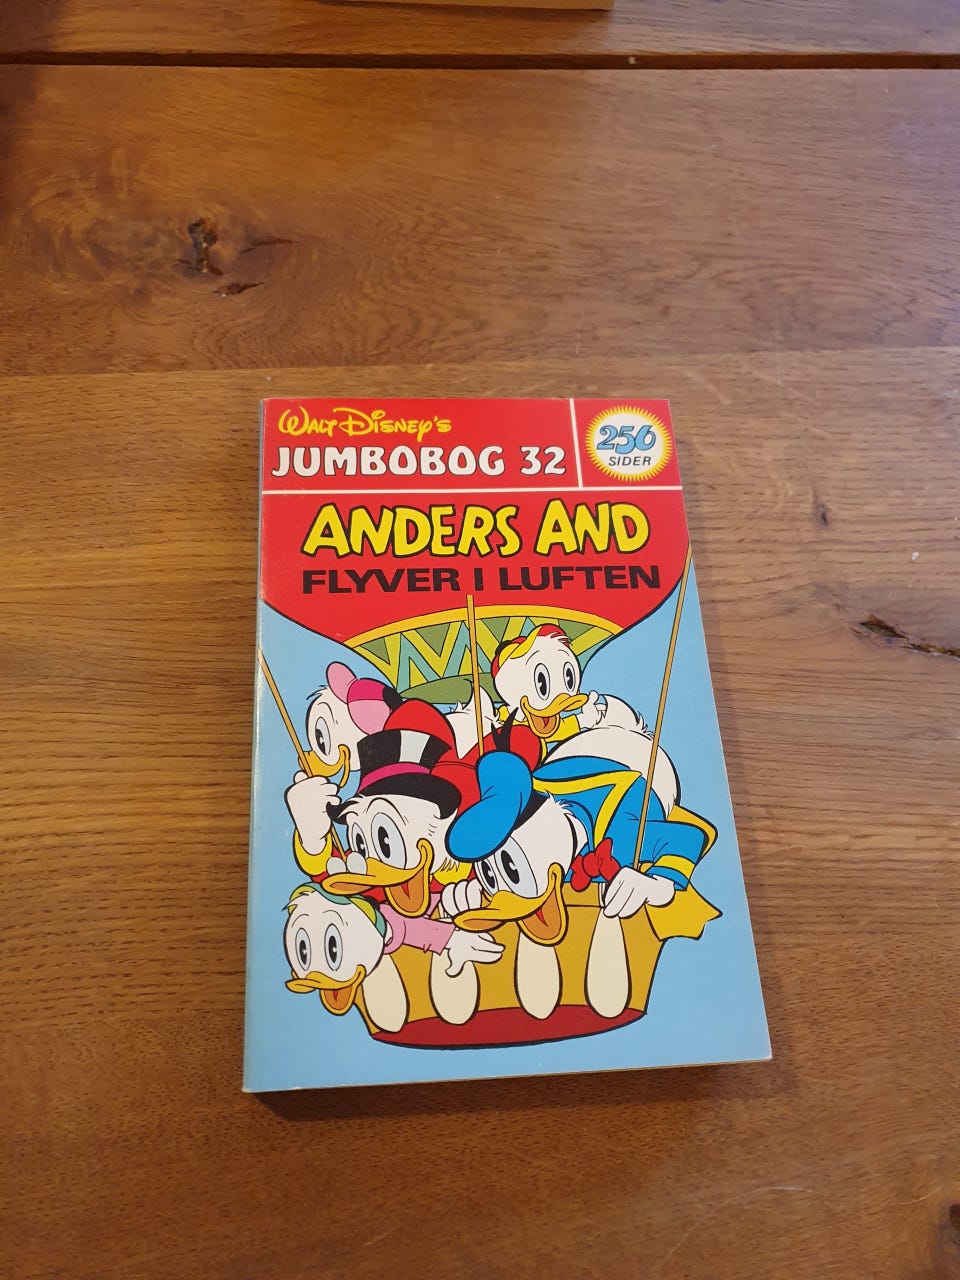 WALT DISNEY'S
JUMBOBOG 32
256
SIDER
ANDERS AND
FLYVER I LUFTEN